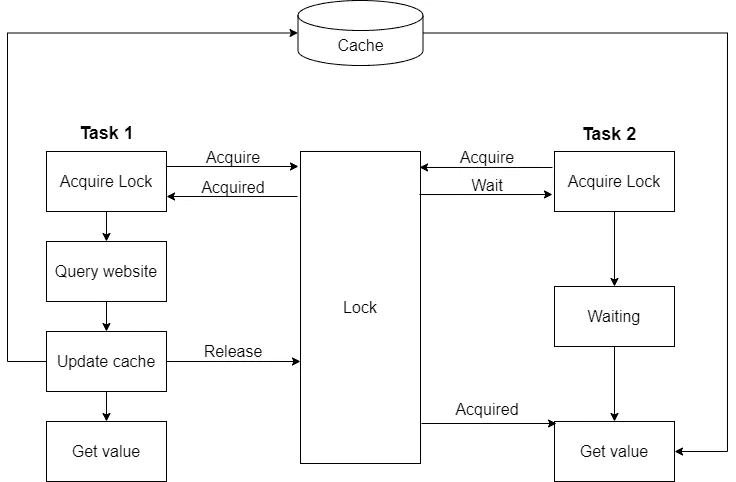 Cache
Task 1
Task 2
Acquire Lock
Acquire
Acquired
Acquire
Wait
Acquire Lock
Query website
Lock
Waiting
Update cache
Release
Acquired
Get value
Get value